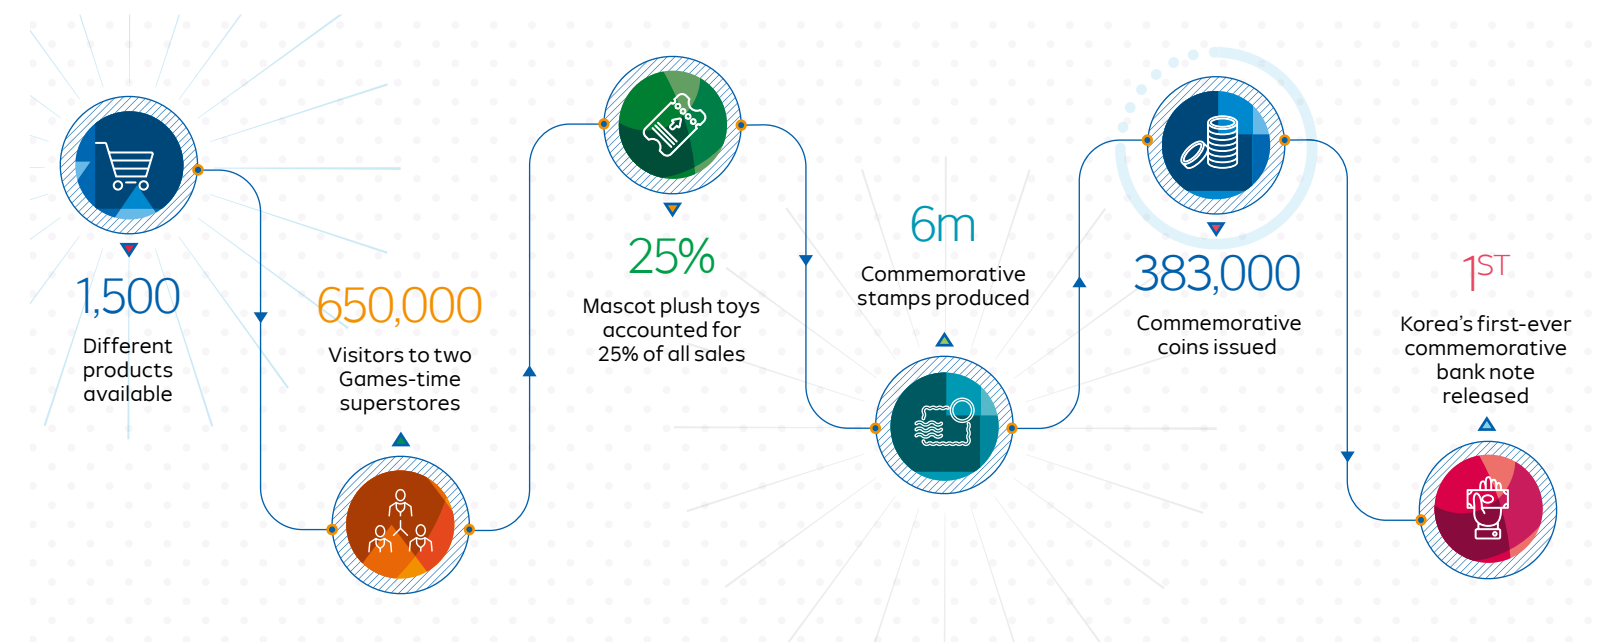 1,500
Different
products
available
650,000
Visitors to two
Games-time
superstores
25%
Mascot plush toys
accounted for
25% of all sales
6m
Commemorative
stamps produced
383,000
Commemorative
coins issued
1ST
Korea’s first-ever
commemorative
bank note
released